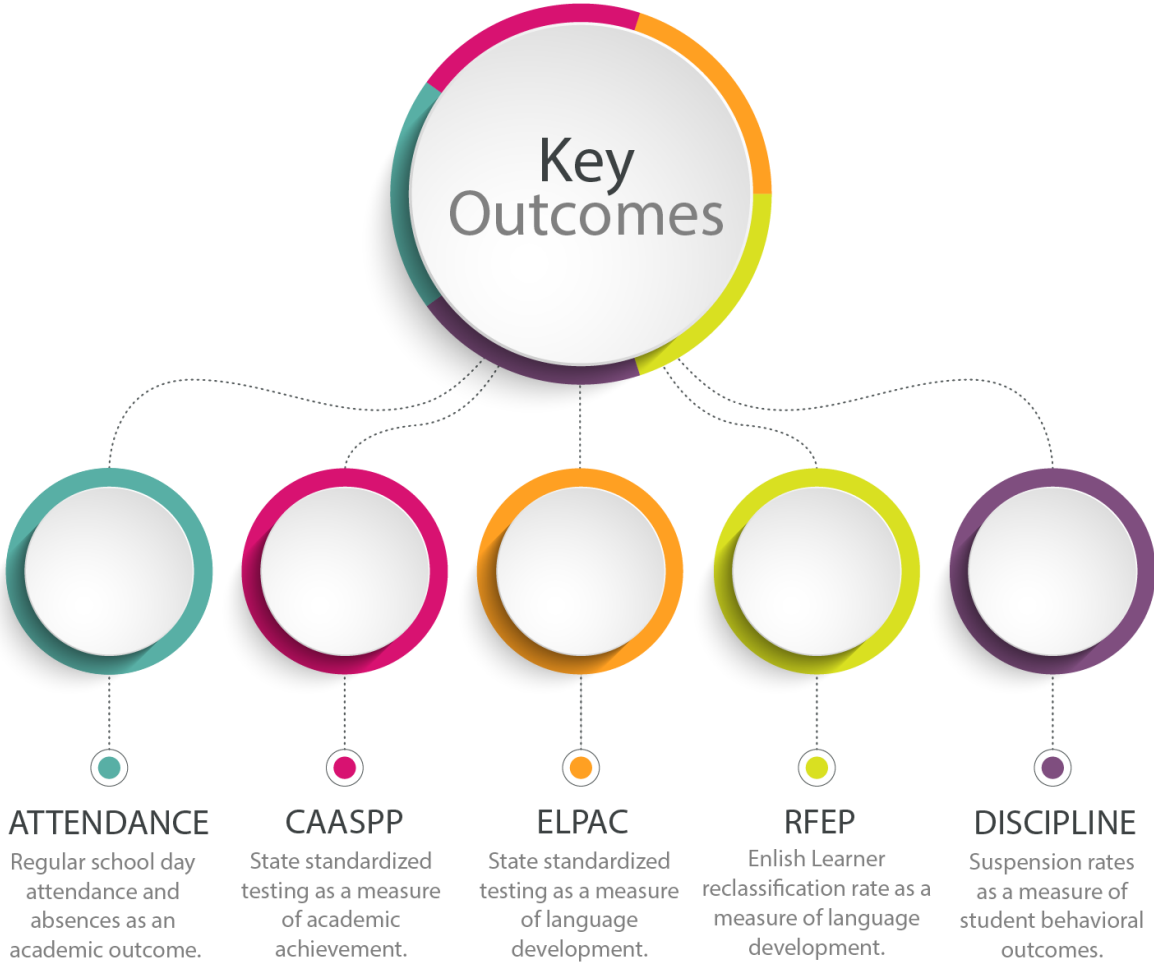 Key
Outcomes
ATTENDANCE
Regular school day
attendance and
absences as an
academic outcome.
CAASPP
State standardized
testing as a measure
of academic
achievement.
ELPAC
State standardized
testing as a measure
of language
development.
RFEP
Enlish Learner
reclassification rate as a
measure of language
development.
DISCIPLINE
Suspension rates
as a measure of
student behavioral
outcomes.